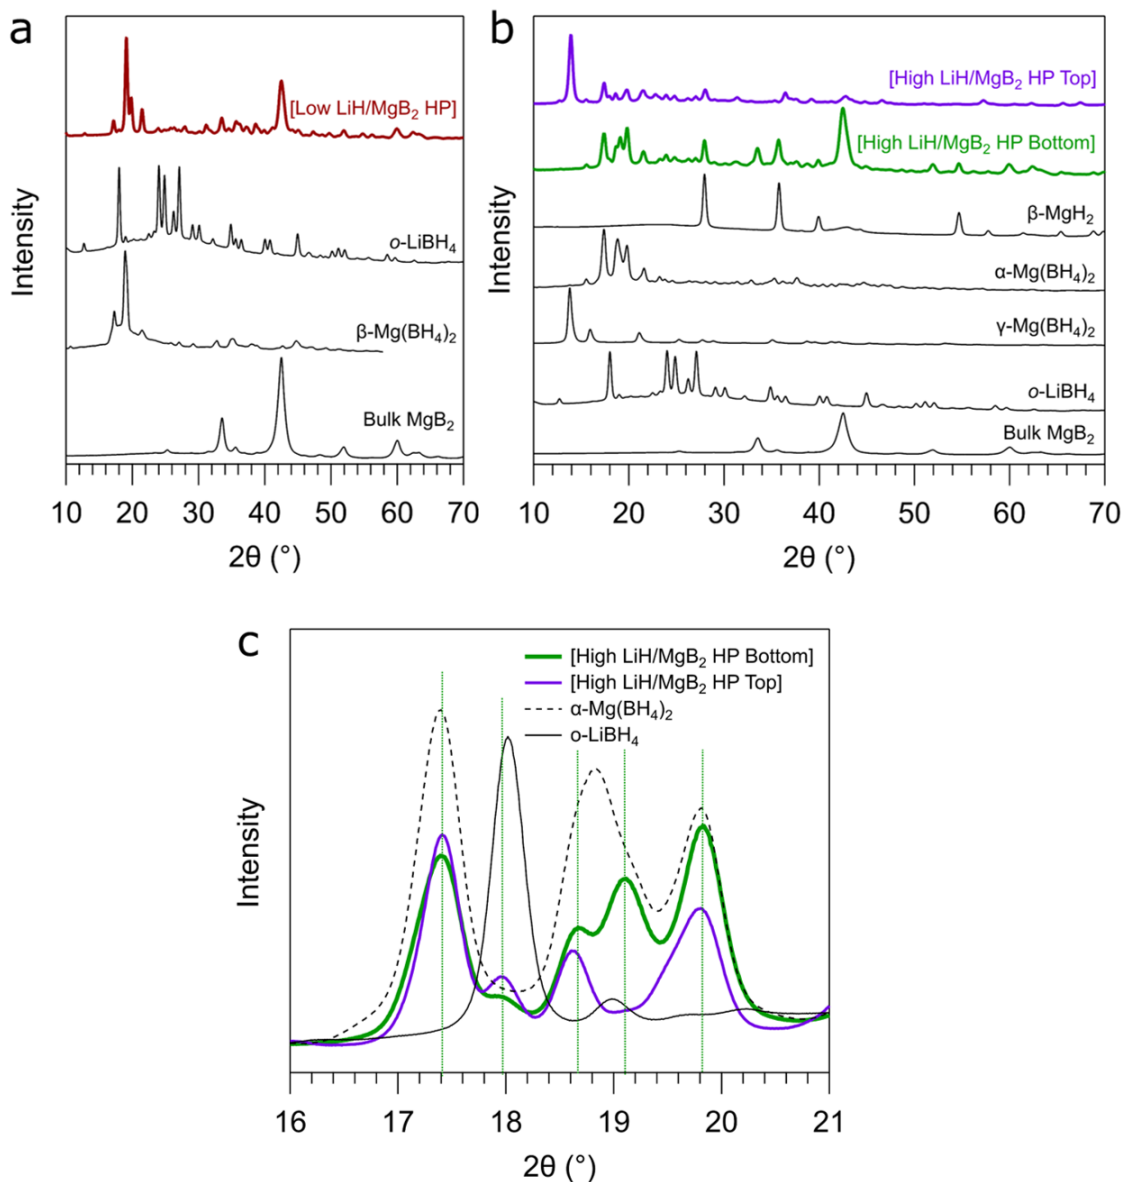 a
[Low LiH/MgB2 HP]
o-LiBH4
β-Mg(BH4)2
Bulk MgB2
Intensity
10 20 30 40 50 60 70
2θ (°)
b
[High LiH/MgB2 HP Top]
[High LiH/MgB2 HP Bottom]
β-MgH2
α-Mg(BH4)2
γ-Mg(BH4)2
o-LiBH4
Bulk MgB2
Intensity
10 20 30 40 50 60 70
2θ (°)
c
[High LiH/MgB2 HP Bottom]
[High LiH/MgB2 HP Top]
α-Mg(BH4)2
o-LiBH4
Intensity
16 17 18 19 20 21
2θ (°)